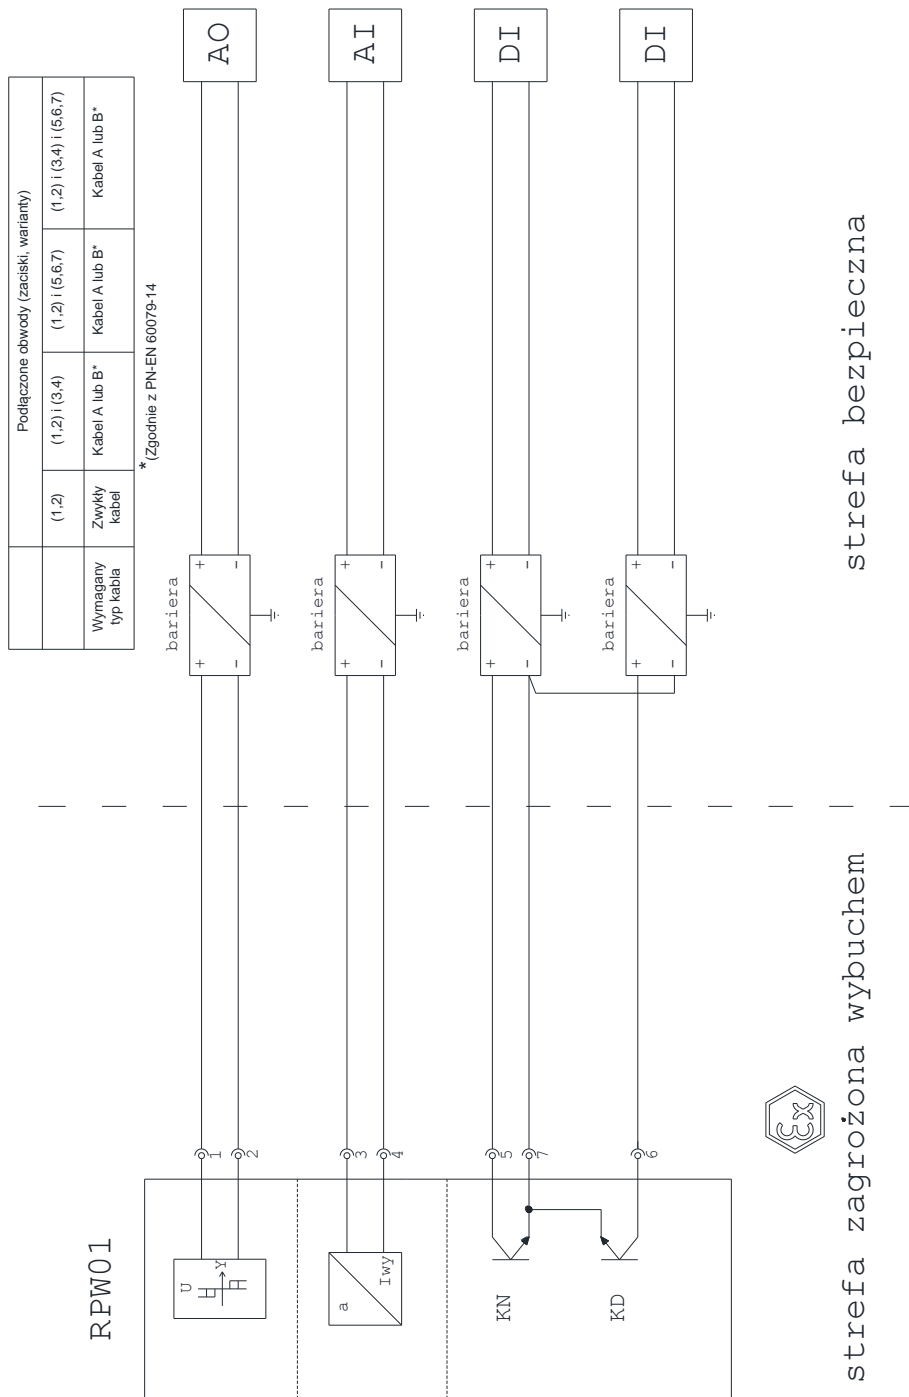 Podłączone obwody (zaciski, warianty)
(1,2)
(1,2) i (3,4)
(1,2) i (5,6,7)
(1,2) i (3,4) i (5,6,7)
Wymagany
typ kabla
Zwykły
kabel
Kabel A lub B*
Kabel A lub B*
Kabel A lub B*
*(Zgodnie z PN-EN 60079-14
RPW01
U
Y
1
2
bariera
+ +
- -
AO
a
Iwy
3
4
bariera
+ +
- -
AI
KN
5
7
bariera
+ +
- -
DI
KD
6
bariera
+ +
- -
DI
Ex
strefa zagrożona wybuchem
strefa bezpieczna